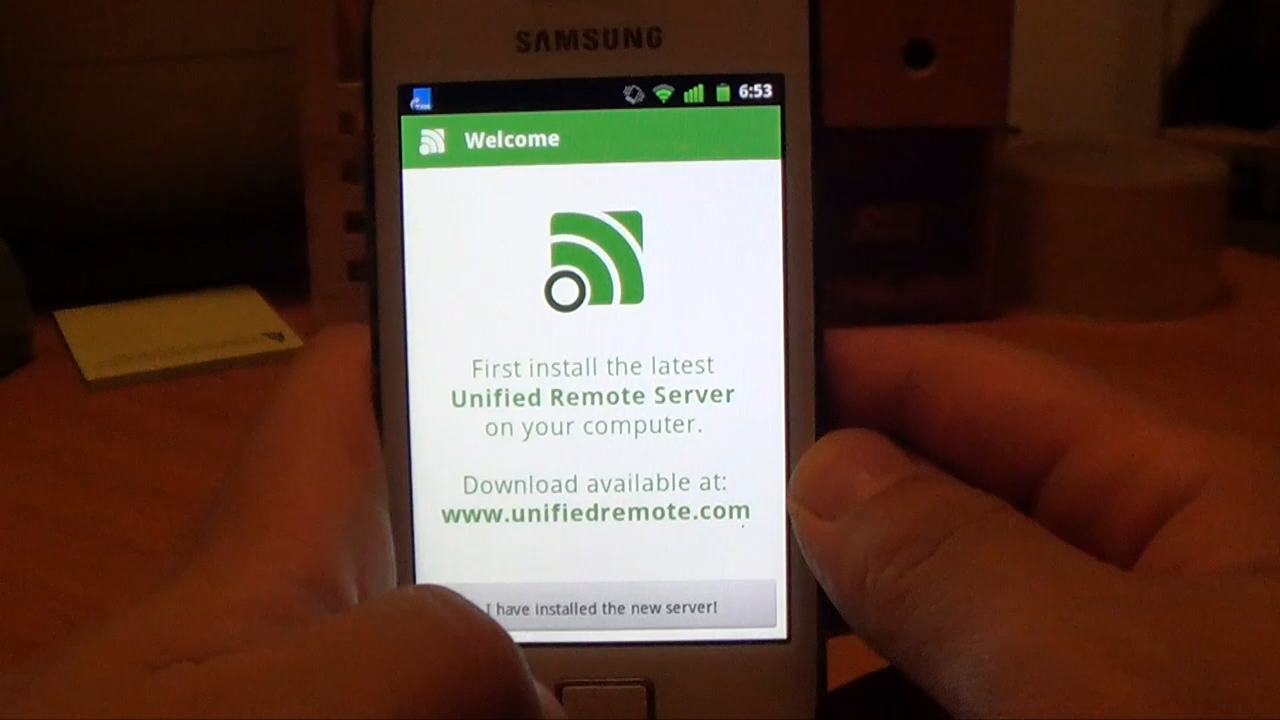 SAMSUNG
6:53
Welcome
First install the latest
Unified Remote Server
on your computer.
Download available at:
www.unifiedremote.com
I have installed the new server!